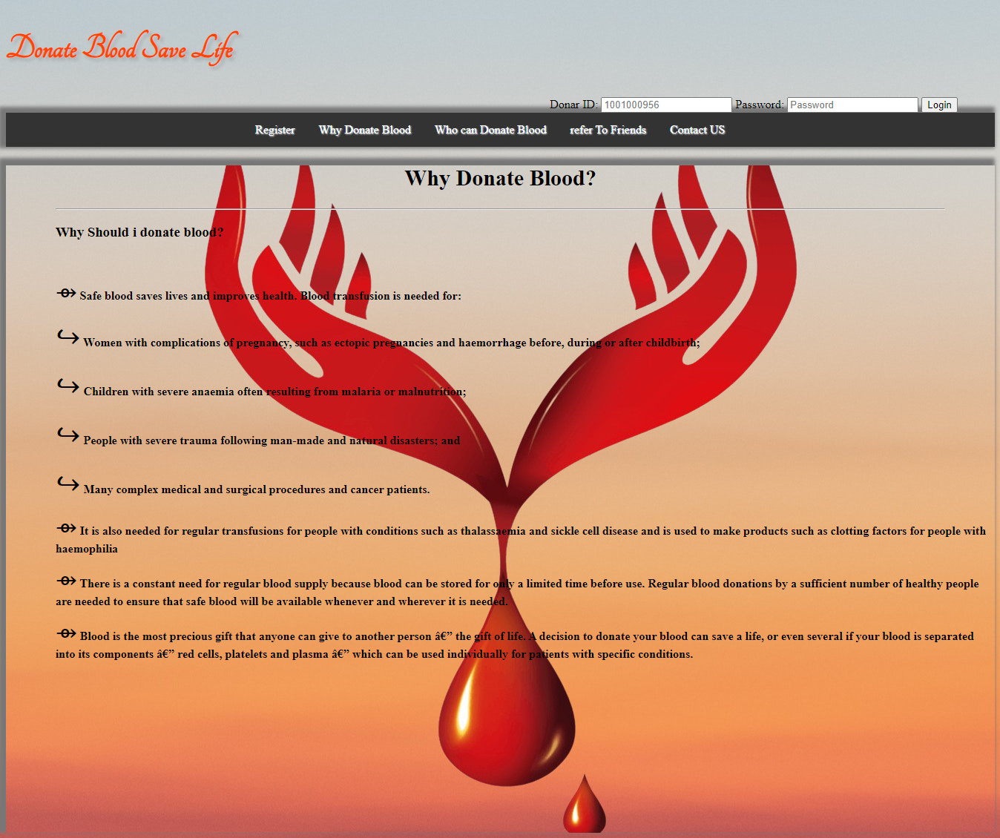 Donate Blood Save Life
Donar ID: 1001000956 Password: Password Login
Register Why Donate Blood Who can Donate Blood refer To Friends Contact US
Why Donate Blood?
Why Should i donate blood?
⇴ Safe blood saves lives and improves health. Blood transfusion is needed for:
↪ Women with complications of pregnancy, such as ectopic pregnancies and haemorrhage before, during or after childbirth;
↪ Children with severe anaemia often resulting from malaria or malnutrition;
↪ People with severe trauma following man-made and natural disasters; and
↪ Many complex medical and surgical procedures and cancer patients.
⇴ It is also needed for regular transfusions for people with conditions such as thalassaemia and sickle cell disease and is used to make products such as clotting factors for people with
haemophilia
⇴ There is a constant need for regular blood supply because blood can be stored for only a limited time before use. Regular blood donations by a sufficient number of healthy people
are needed to ensure that safe blood will be available whenever and wherever it is needed.
⇴ Blood is the most precious gift that anyone can give to another person â€” the gift of life. A decision to donate your blood can save a life, or even several if your blood is separated
into its components â€” red cells, platelets and plasma â€” which can be used individually for patients with specific conditions.